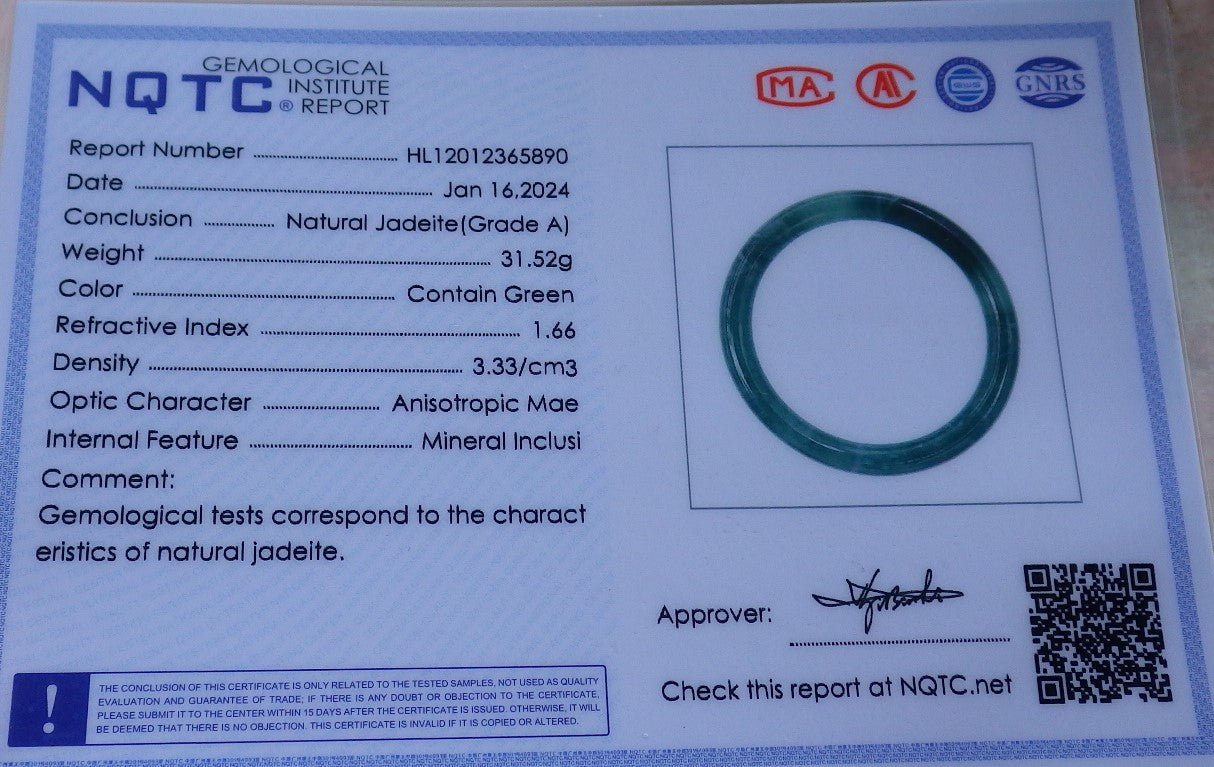 GEMOLOGICAL
NQTC® INSTITUTE
REPORT
MA
GNRS
Report Number ........ HL12012365890
Date ........ Jan 16,2024
Conclusion ........ Natural Jadeite(Grade A)
Weight ........ 31.52g
Color ........ Contain Green
Refractive Index ........ 1.66
Density ........ 3.33/cm3
Optic Character ........ Anisotropic Mae
Internal Feature ........ Mineral Inclusi
Comment:
Gemological tests correspond to the charact
eristics of natural jadeite.
Approver:
Check this report at NQTC.net
! THE CONCLUSION OF THIS CERTIFICATE IS ONLY RELATED TO THE TESTED SAMPLES, NOT USED AS QUALITY
EVALUATION AND GUARANTEE OF TRADE; IF THERE IS ANY DOUBT OR OBJECTION TO THE CERTIFICATE,
PLEASE SUBMIT IT TO THE CENTER WITHIN 15 DAYS AFTER THE CERTIFICATE IS ISSUED. OTHERWISE, IT WILL
BE DEEMED THAT THERE IS NO OBJECTION. THIS CERTIFICATE IS INVALID IF IT IS COPIED OR ALTERED.